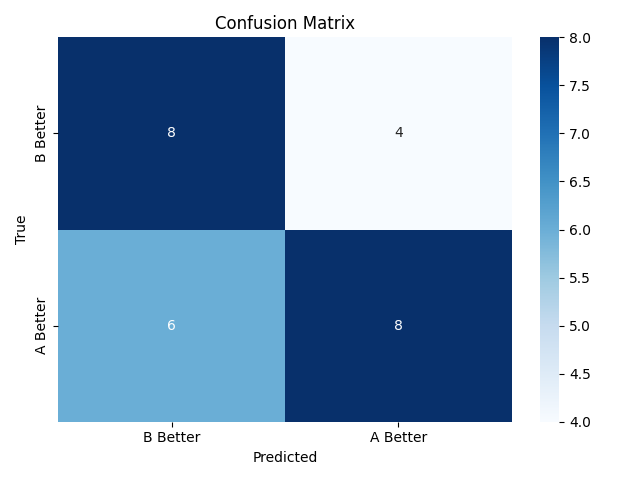 Confusion Matrix
True
B Better
A Better
8
4
6
8
B Better
A Better
Predicted
8.0
7.5
7.0
6.5
6.0
5.5
5.0
4.5
4.0